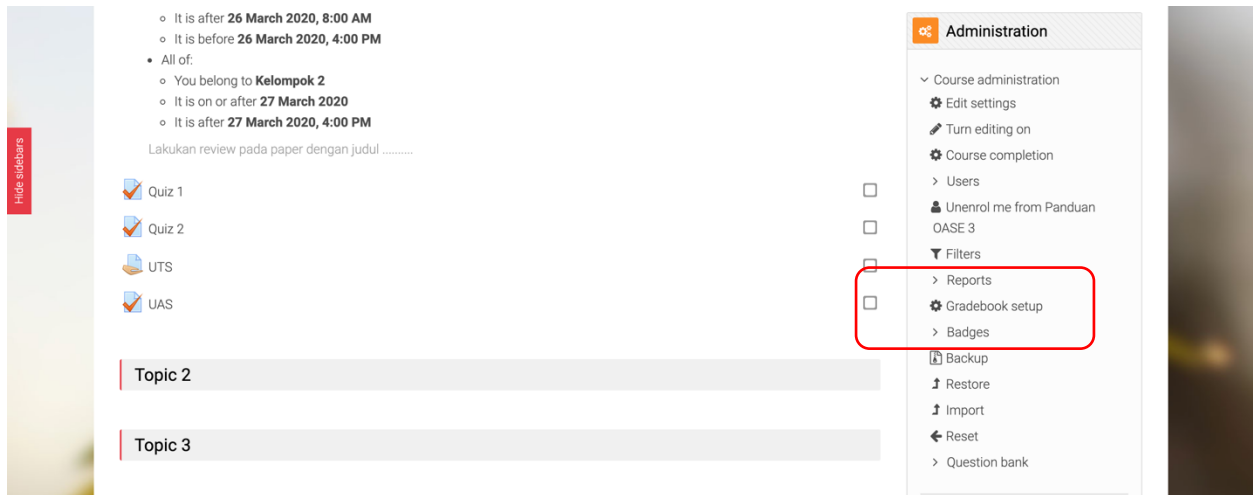 It is after 26 March 2020, 8:00 AM
It is before 26 March 2020, 4:00 PM
All of:
You belong to Kelompok 2
It is on or after 27 March 2020
It is after 27 March 2020, 4:00 PM
Lakukan review pada paper dengan judul ..........
Quiz 1
Quiz 2
UTS
UAS
Topic 2
Topic 3
Hide sidebars
Administration
Course administration
Edit settings
Turn editing on
Course completion
Users
Unenrol me from Panduan
OASE 3
Filters
Reports
Gradebook setup
Badges
Backup
Restore
Import
Reset
Question bank